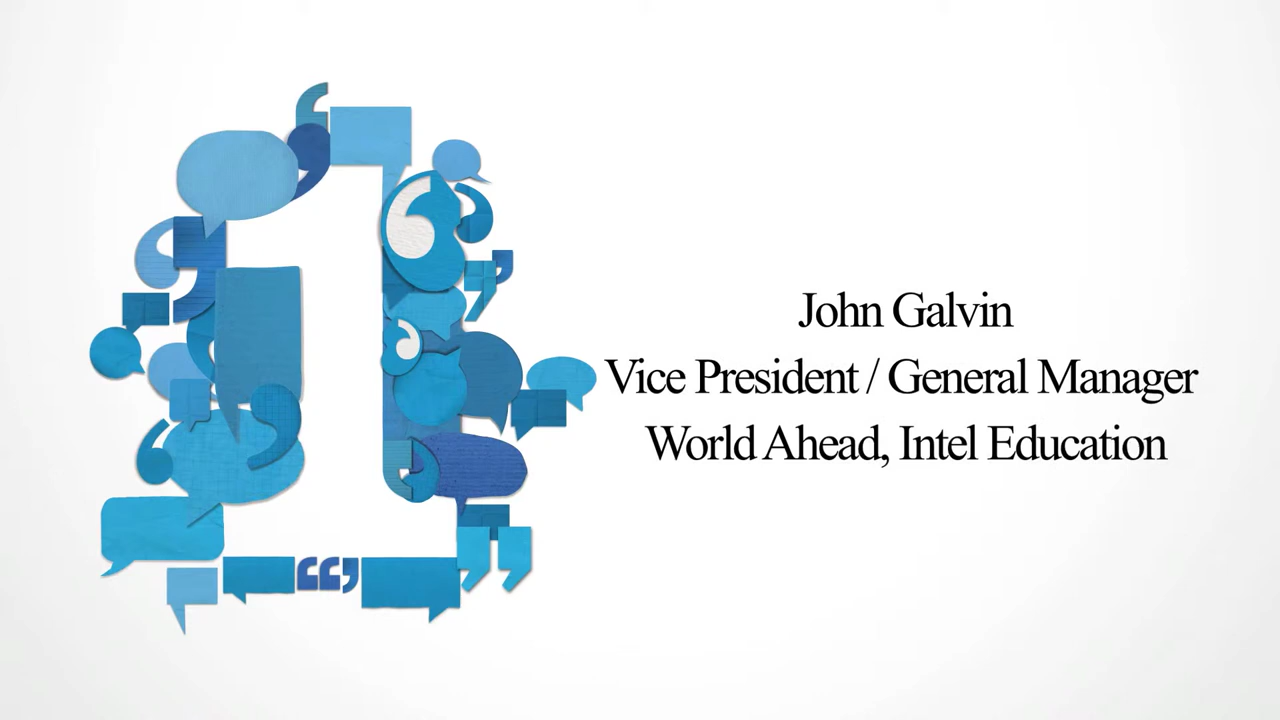 John Galvin
Vice President / General Manager
World Ahead, Intel Education